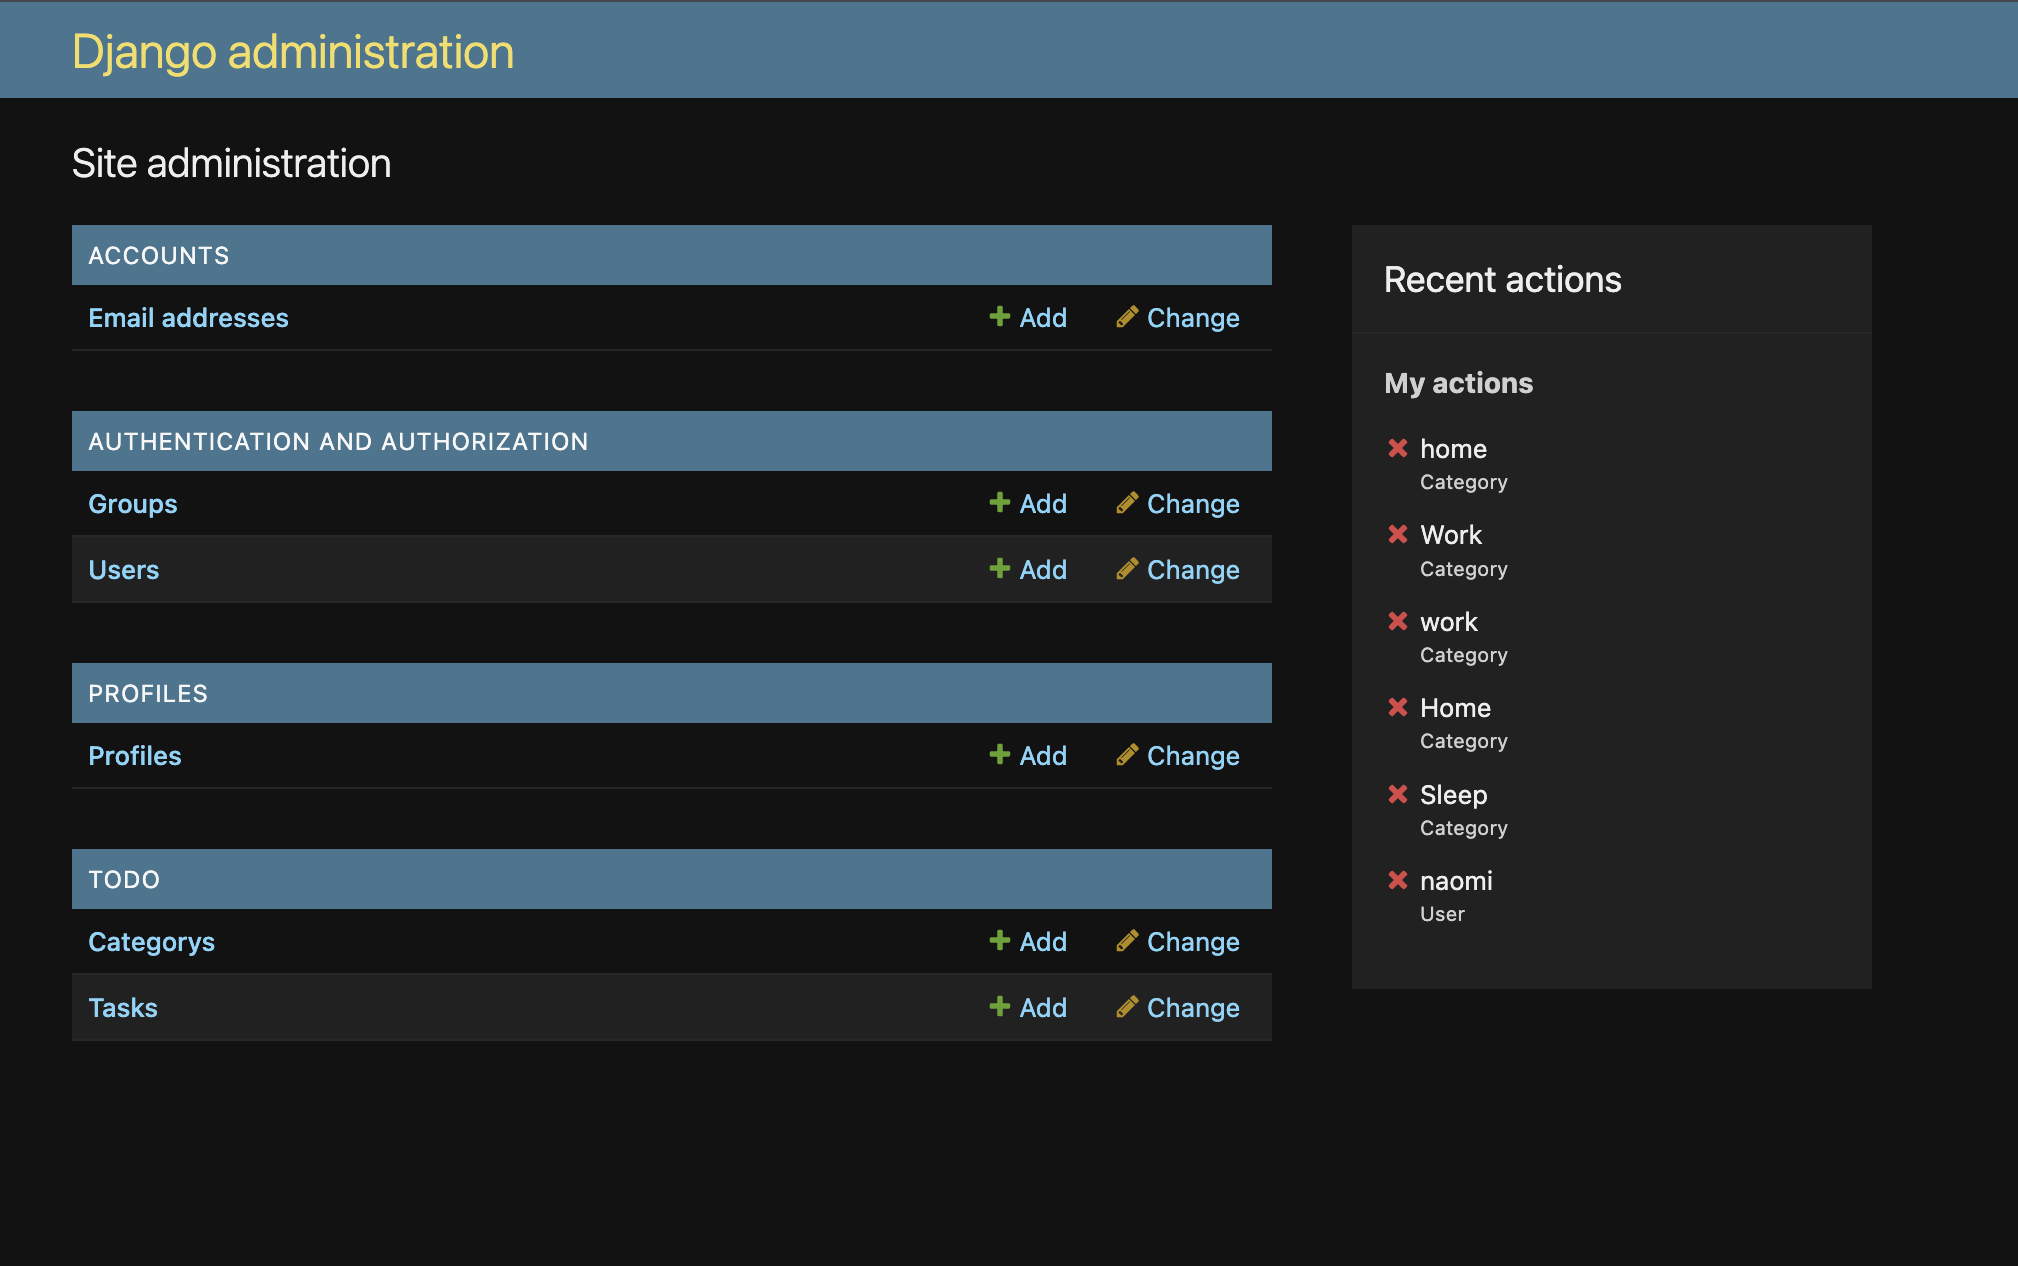 Django administration
Site administration
ACCOUNTS
Email addresses Add Change
AUTHENTICATION AND AUTHORIZATION
Groups Add Change
Users Add Change
PROFILES
Profiles Add Change
TODO
Categorys Add Change
Tasks Add Change
Recent actions
My actions
home
Category
Work
Category
work
Category
Home
Category
Sleep
Category
naomi
User